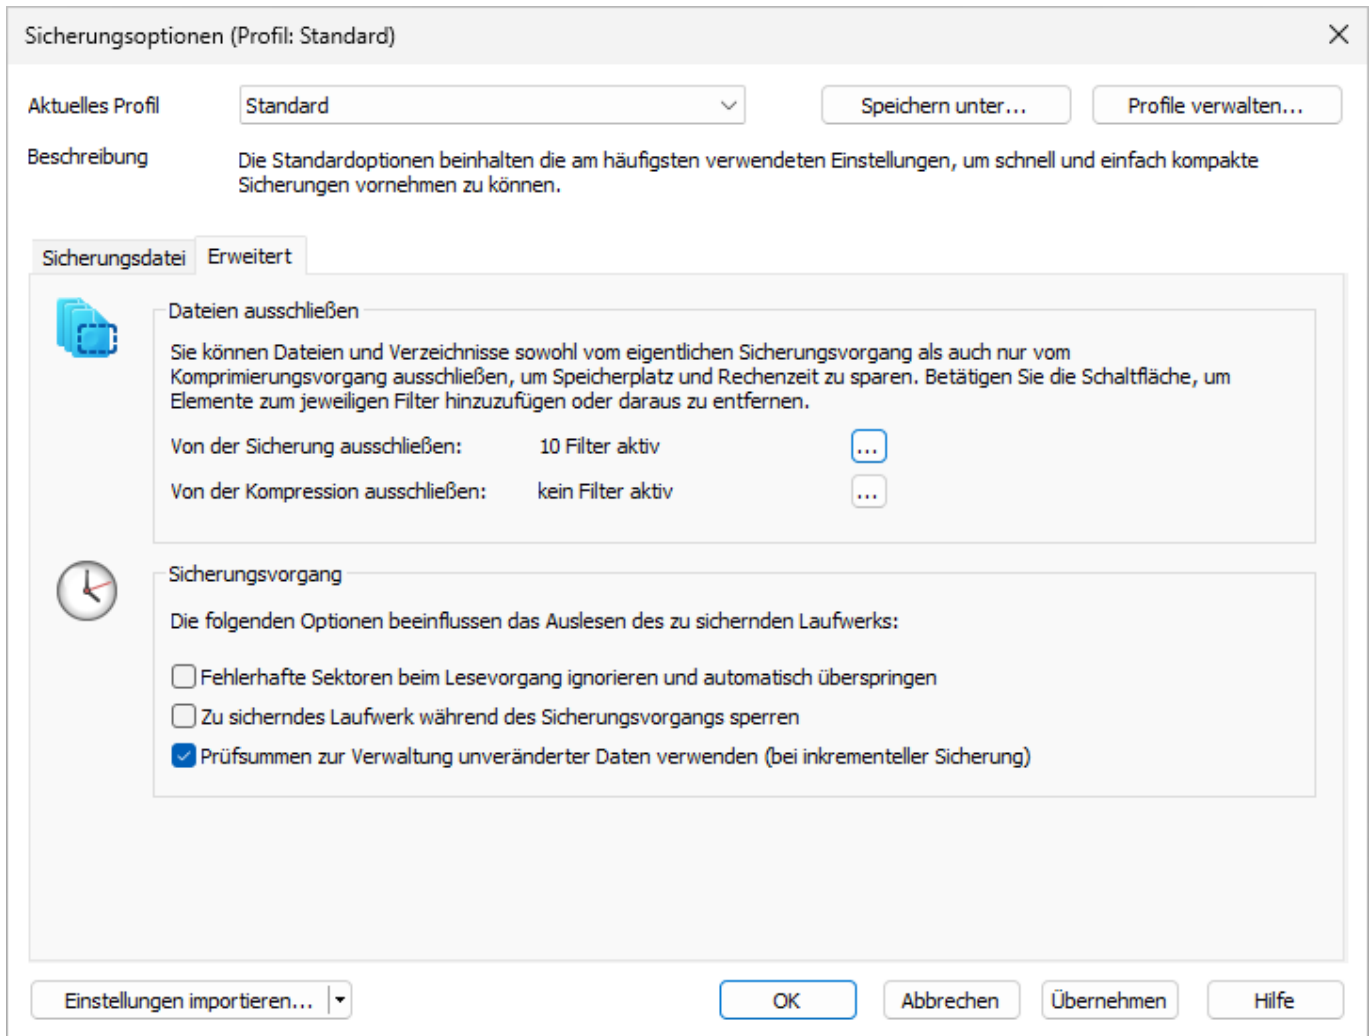 Sicherungsoptionen (Profil: Standard)
Aktuelles Profil
Standard
Speichern unter...
Profile verwalten...
Beschreibung
Die Standardoptionen beinhalten die am häufigsten verwendeten Einstellungen, um schnell und einfach kompakte
Sicherungen vornehmen zu können.
Sicherungsdatei
Erweitert
Dateien ausschließen
Sie können Dateien und Verzeichnisse sowohl vom eigentlichen Sicherungsvorgang als auch nur vom
Komprimierungsvorgang ausschließen, um Speicherplatz und Rechenzeit zu sparen. Betätigen Sie die Schaltfläche, um
Elemente zum jeweiligen Filter hinzuzufügen oder daraus zu entfernen.
Von der Sicherung ausschließen: 10 Filter aktiv ...
Von der Kompression ausschließen: kein Filter aktiv ...
Sicherungsvorgang
Die folgenden Optionen beeinflussen das Auslesen des zu sichernden Laufwerks:
Fehlerhafte Sektoren beim Lesevorgang ignorieren und automatisch überspringen
Zu sicherndes Laufwerk während des Sicherungsvorgangs sperren
Prüfsummen zur Verwaltung unveränderter Daten verwenden (bei inkrementeller Sicherung)
Einstellungen importieren...
OK
Abbrechen
Übernehmen
Hilfe